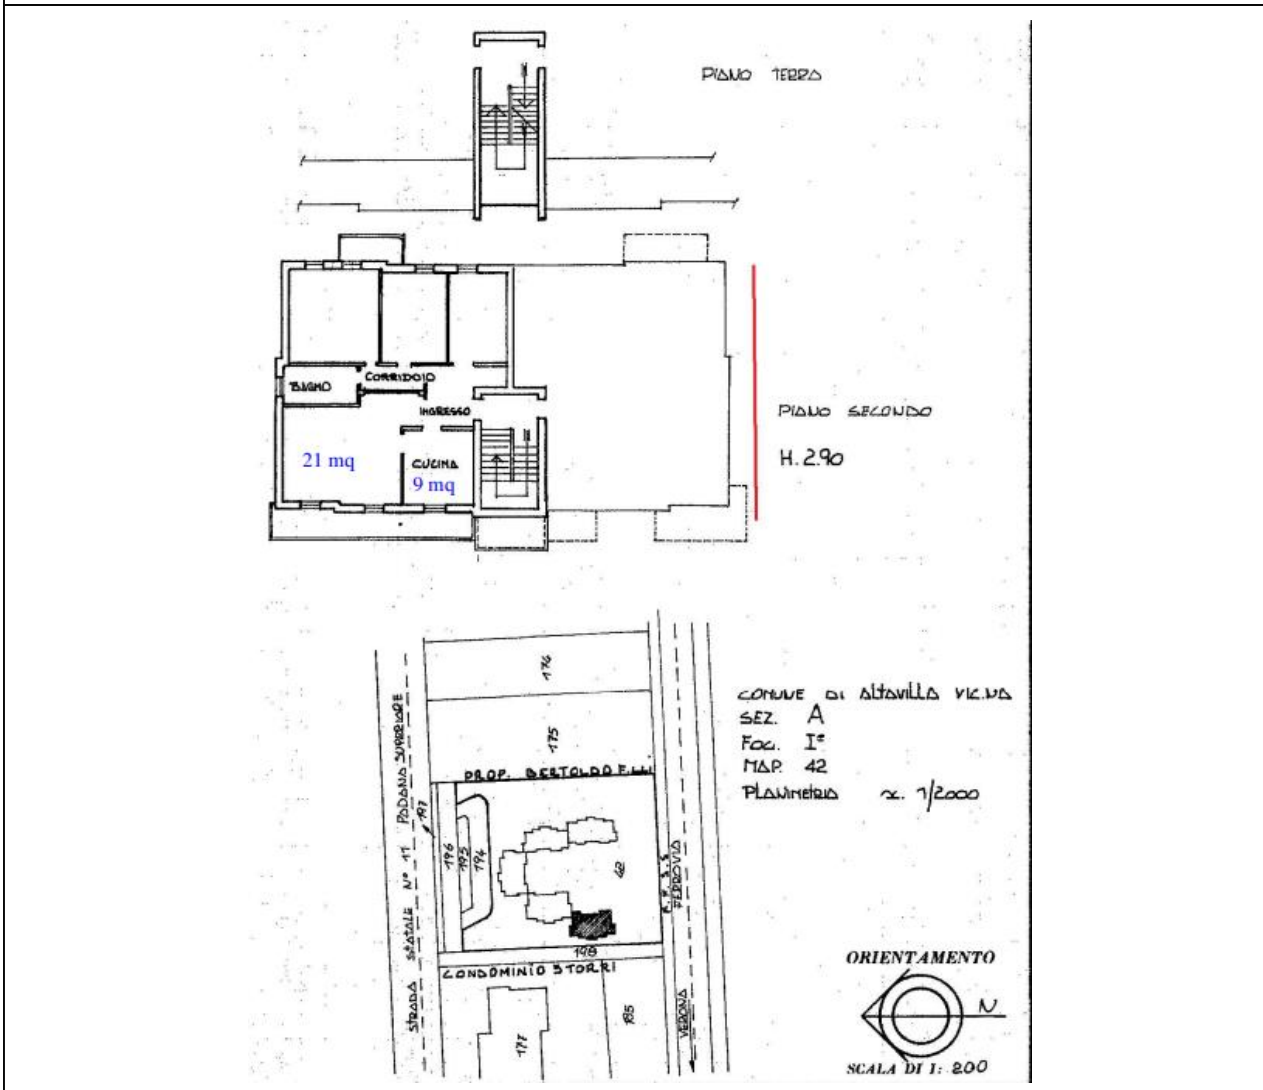 PIANO TERRA
BAGNO
CORRIDOIO
INGRESSO
21 mq
CUCINA
9 mq
PIANO SECONDO
H. 2.90
STRADA STATALE N° 11 PADANA SUPERIORE
176
175
PROP. BERTOLDO F.LLI
197
196
195
194
42
F.F.S.S.
FERROVIA
198
CONDOMINIO 3 TORRI
177
185
VERONA
COMUNE DI ALTAVILLA VIC.NA
SEZ. A
FOG. I°
MAP. 42
PLANIMETRIA sc. 1/2000
ORIENTAMENTO
N
SCALA DI 1: 200